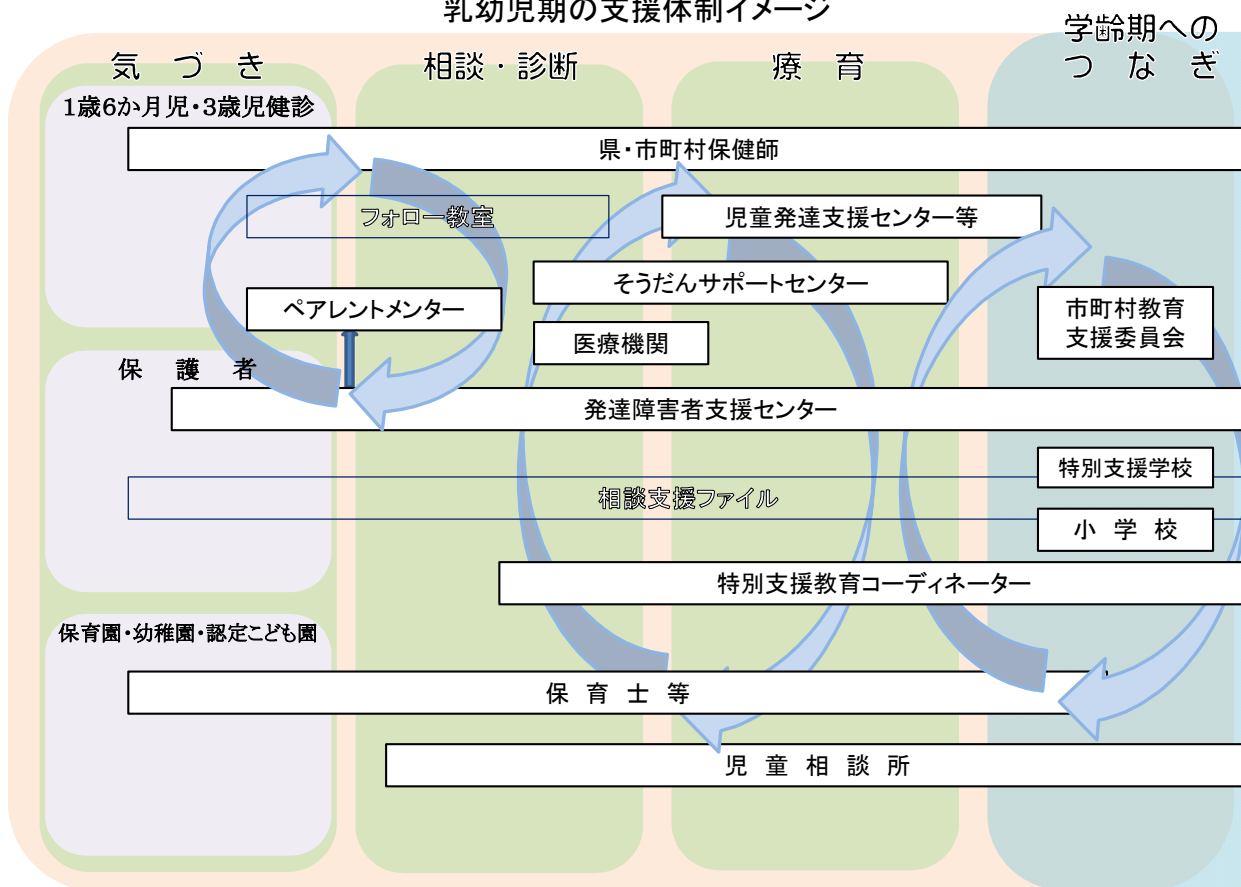 乳幼児期の支援体制イメージ
学齢期への
つなぎ
気づき
相談・診断
療育
1歳6か月児・3歳児健診
県・市町村保健師
フォロー教室
児童発達支援センター等
そうだんサポートセンター
ペアレントメンター
医療機関
市町村教育
支援委員会
保護者
発達障害者支援センター
特別支援学校
相談支援ファイル
小学校
特別支援教育コーディネーター
保育園・幼稚園・認定こども園
保育士等
児童相談所